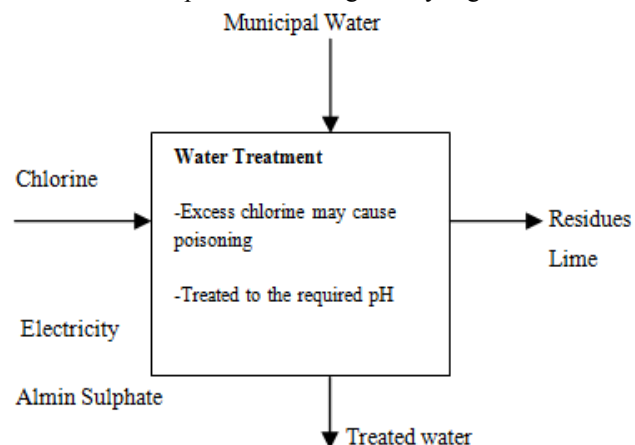 Municipal Water
Water Treatment
Chlorine
-Excess chlorine may cause
poisoning
Residues
Lime
-Treated to the required pH
Electricity
Almin Sulphate
Treated water